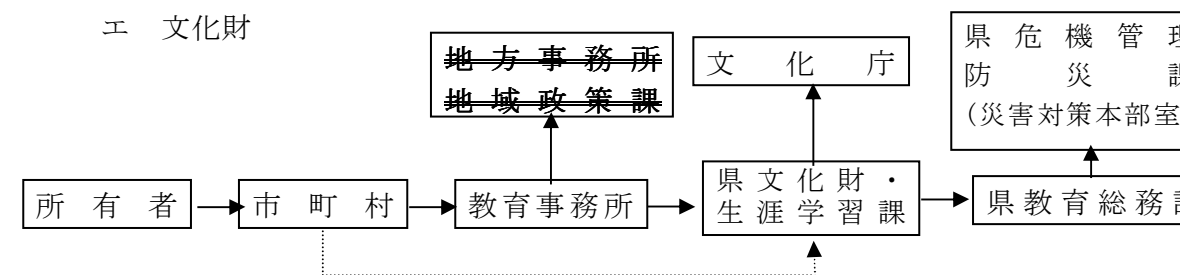 エ 文化財
地方事務所
地域政策課
文化庁
県危機管理
防災課
(災害対策本部室
所有者
市町村
教育事務所
県文化財・
生涯学習課
県教育総務課